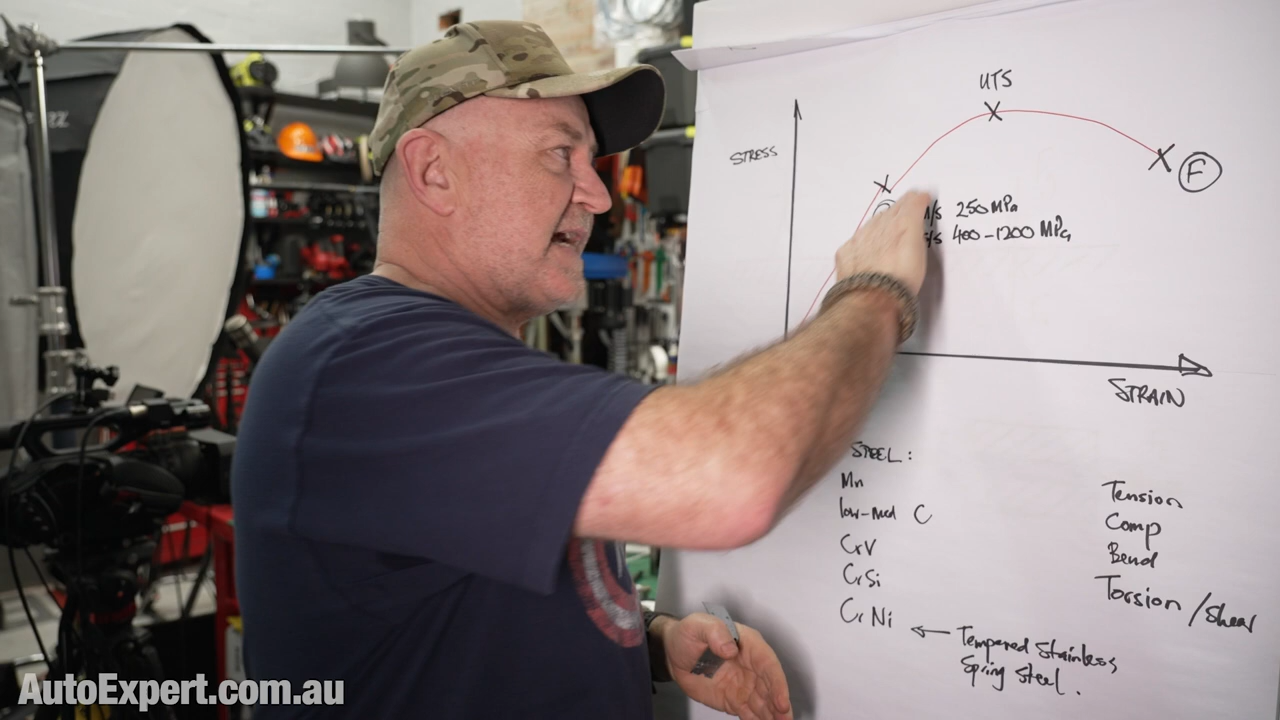 UTS
STRESS
F
M/S 250 MPa
/S 400-1200 MPa
STRAIN
STEEL:
Mn
low-med C
CrV
CrSi
CrNi
Tempered Stainless
Spring Steel.
Tension
Comp
Bend
Torsion / Shear
AutoExpert.com.au